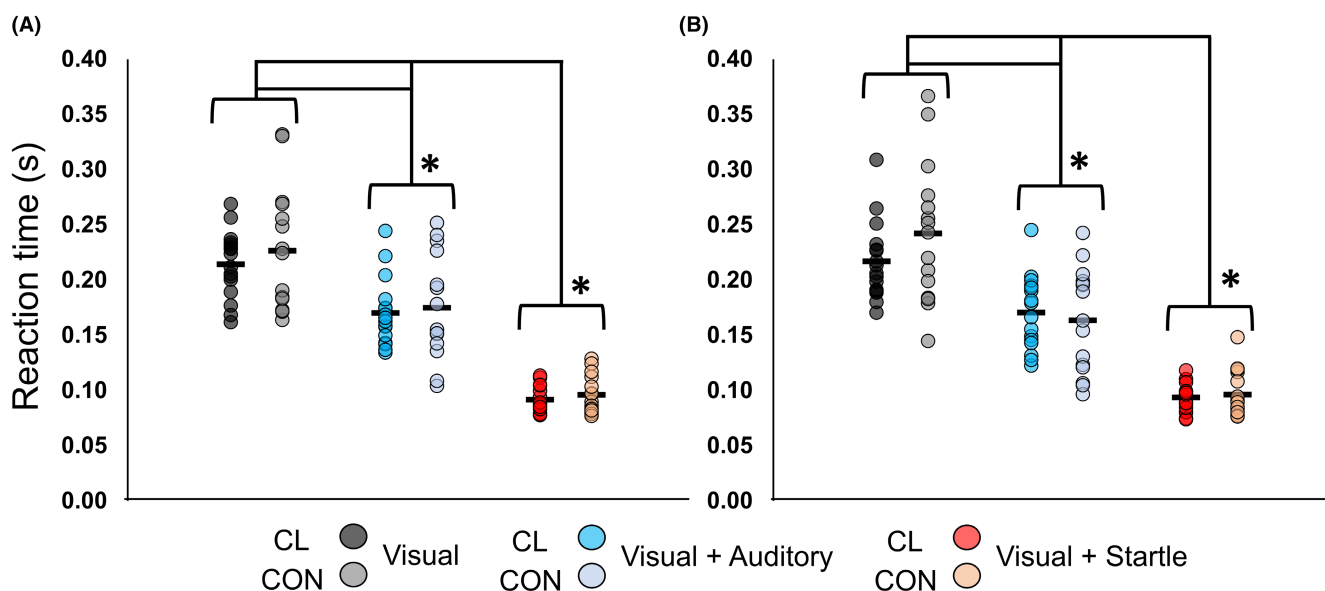 (A) (B)
0.40 0.40
0.35 0.35
0.30 * * 0.30
0.25 0.25
0.20 * * 0.20
0.15 0.15
0.10 0.10
0.05 0.05
0.00 0.00
Reaction time (s)
CL CON Visual
CL CON Visual + Auditory
CL CON Visual + Startle